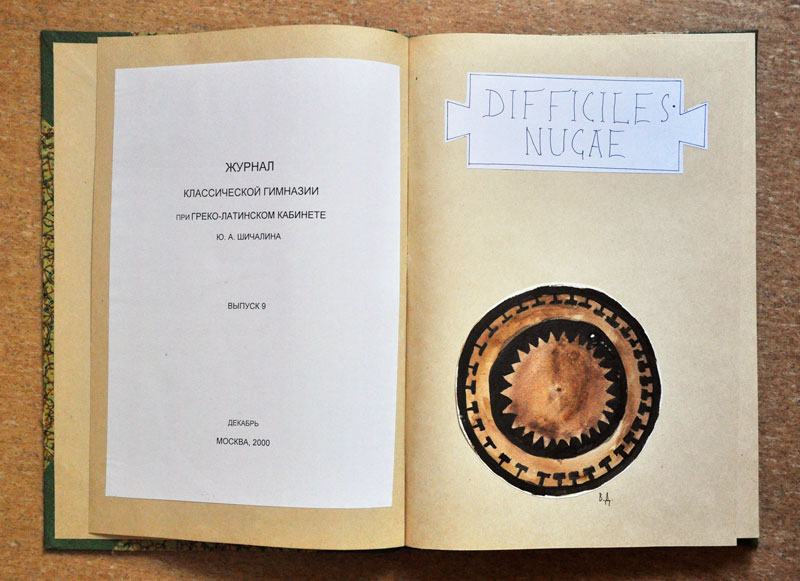 ЖУРНАЛ
КЛАССИЧЕСКОЙ ГИМНАЗИИ
ПРИ ГРЕКО-ЛАТИНСКОМ КАБИНЕТЕ
Ю. А. ШИЧАЛИНА
ВЫПУСК 9
ДЕКАБРЬ
МОСКВА, 2000
DIFFICILES
NUGAE
В.Д.